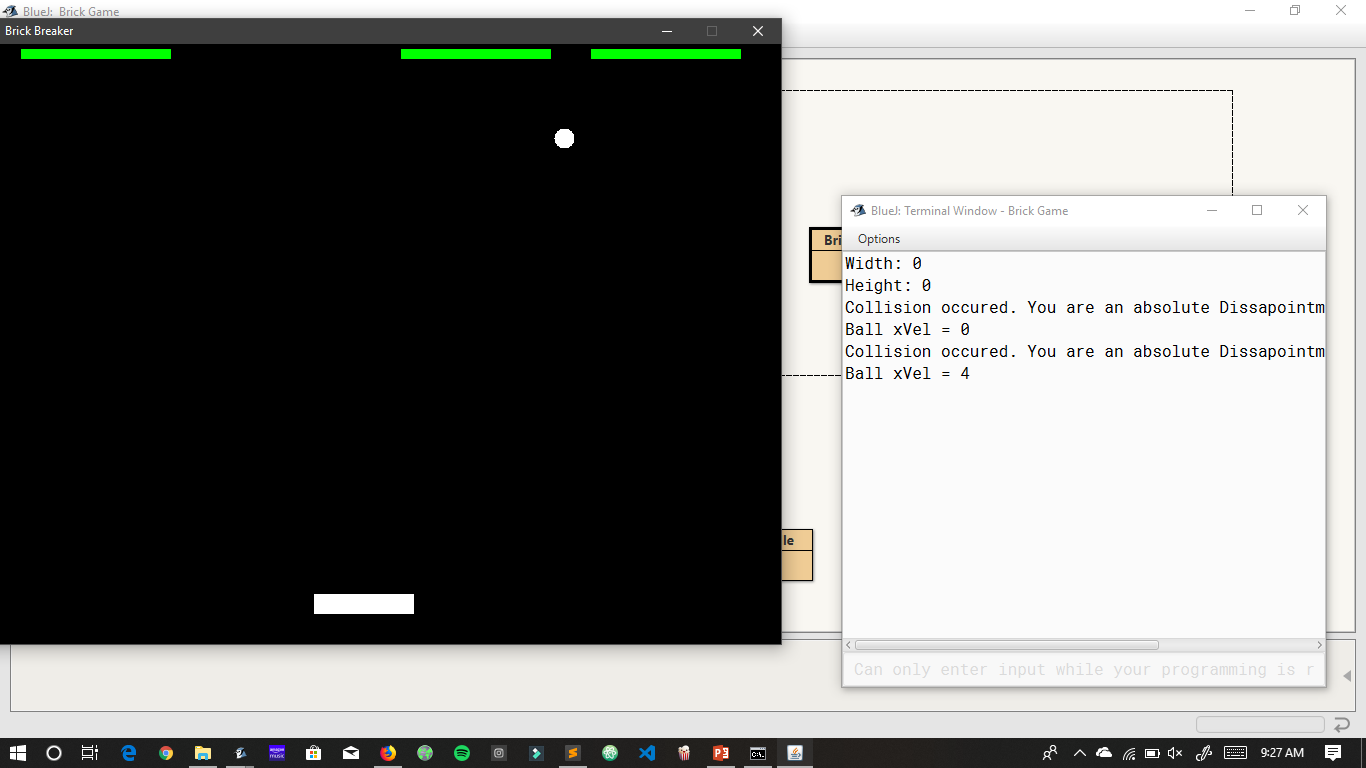 BlueJ: Brick Game
Brick Breaker
Bri
BlueJ: Terminal Window - Brick Game
Options
Width: 0
Height: 0
Collision occured. You are an absolute Dissapointm
Ball xVel = 0
Collision occured. You are an absolute Dissapointm
Ball xVel = 4
le
Can only enter input while your programming is r
amazon music
9:27 AM